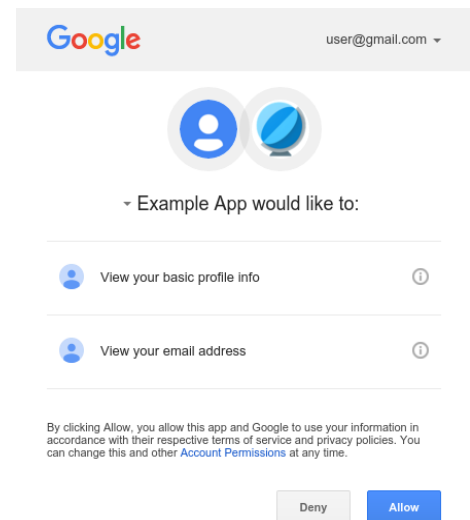 Google
user@gmail.com
Example App would like to:
View your basic profile info
View your email address
By clicking Allow, you allow this app and Google to use your information in
accordance with their respective terms of service and privacy policies. You
can change this and other Account Permissions at any time.
Deny
Allow